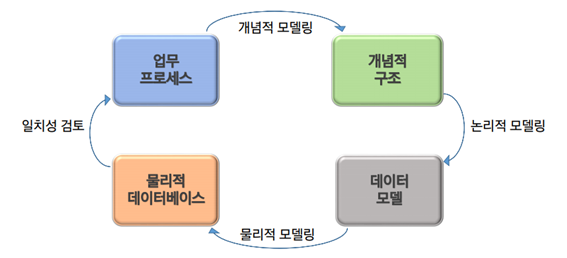 개념적 모델링
업무
프로세스
개념적
구조
일치성 검토
논리적 모델링
물리적
데이터베이스
데이터
모델
물리적 모델링